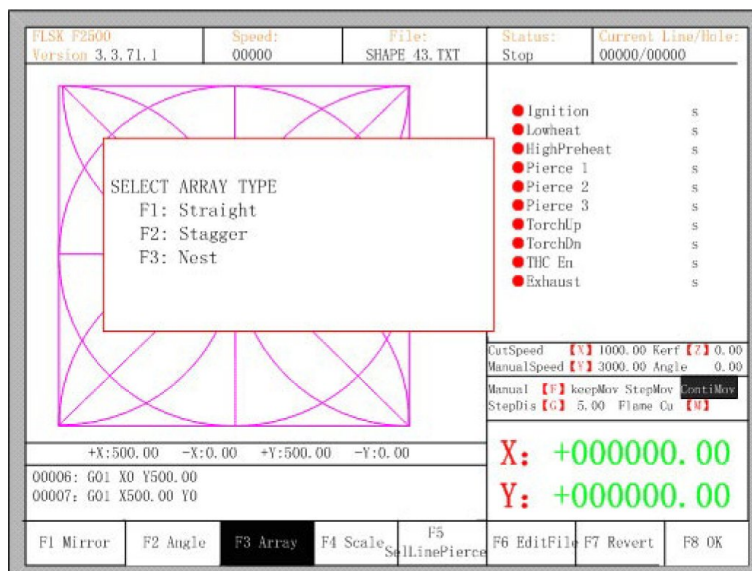 FLSK F2500 Speed: File: Status: Current Line/Hole:
Version 3.3.71.1 00000 SHAPE 43.TXT Stop 00000/00000
SELECT ARRAY TYPE
F1: Straight
F2: Stagger
F3: Nest
Ignition s
Lowheat s
HighPreheat s
Pierce 1 s
Pierce 2 s
Pierce 3 s
TorchUp s
TorchDn s
THC En s
Exhaust s
CutSpeed 【X】 1000.00 Kerf 【Z】 0.00
ManualSpeed 【Y】 3000.00 Angle 0.00
Manual 【F】 keepMov StepMov ContiMov
StepDis 【G】 5.00 Flame Cu 【M】
+X:500.00 -X:0.00 +Y:500.00 -Y:0.00
00006: G01 X0 Y500.00
00007: G01 X500.00 Y0
X: +000000.00
Y: +000000.00
F1 Mirror F2 Angle F3 Array F4 Scale F5 SelLinePierce F6 EditFile F7 Revert F8 OK